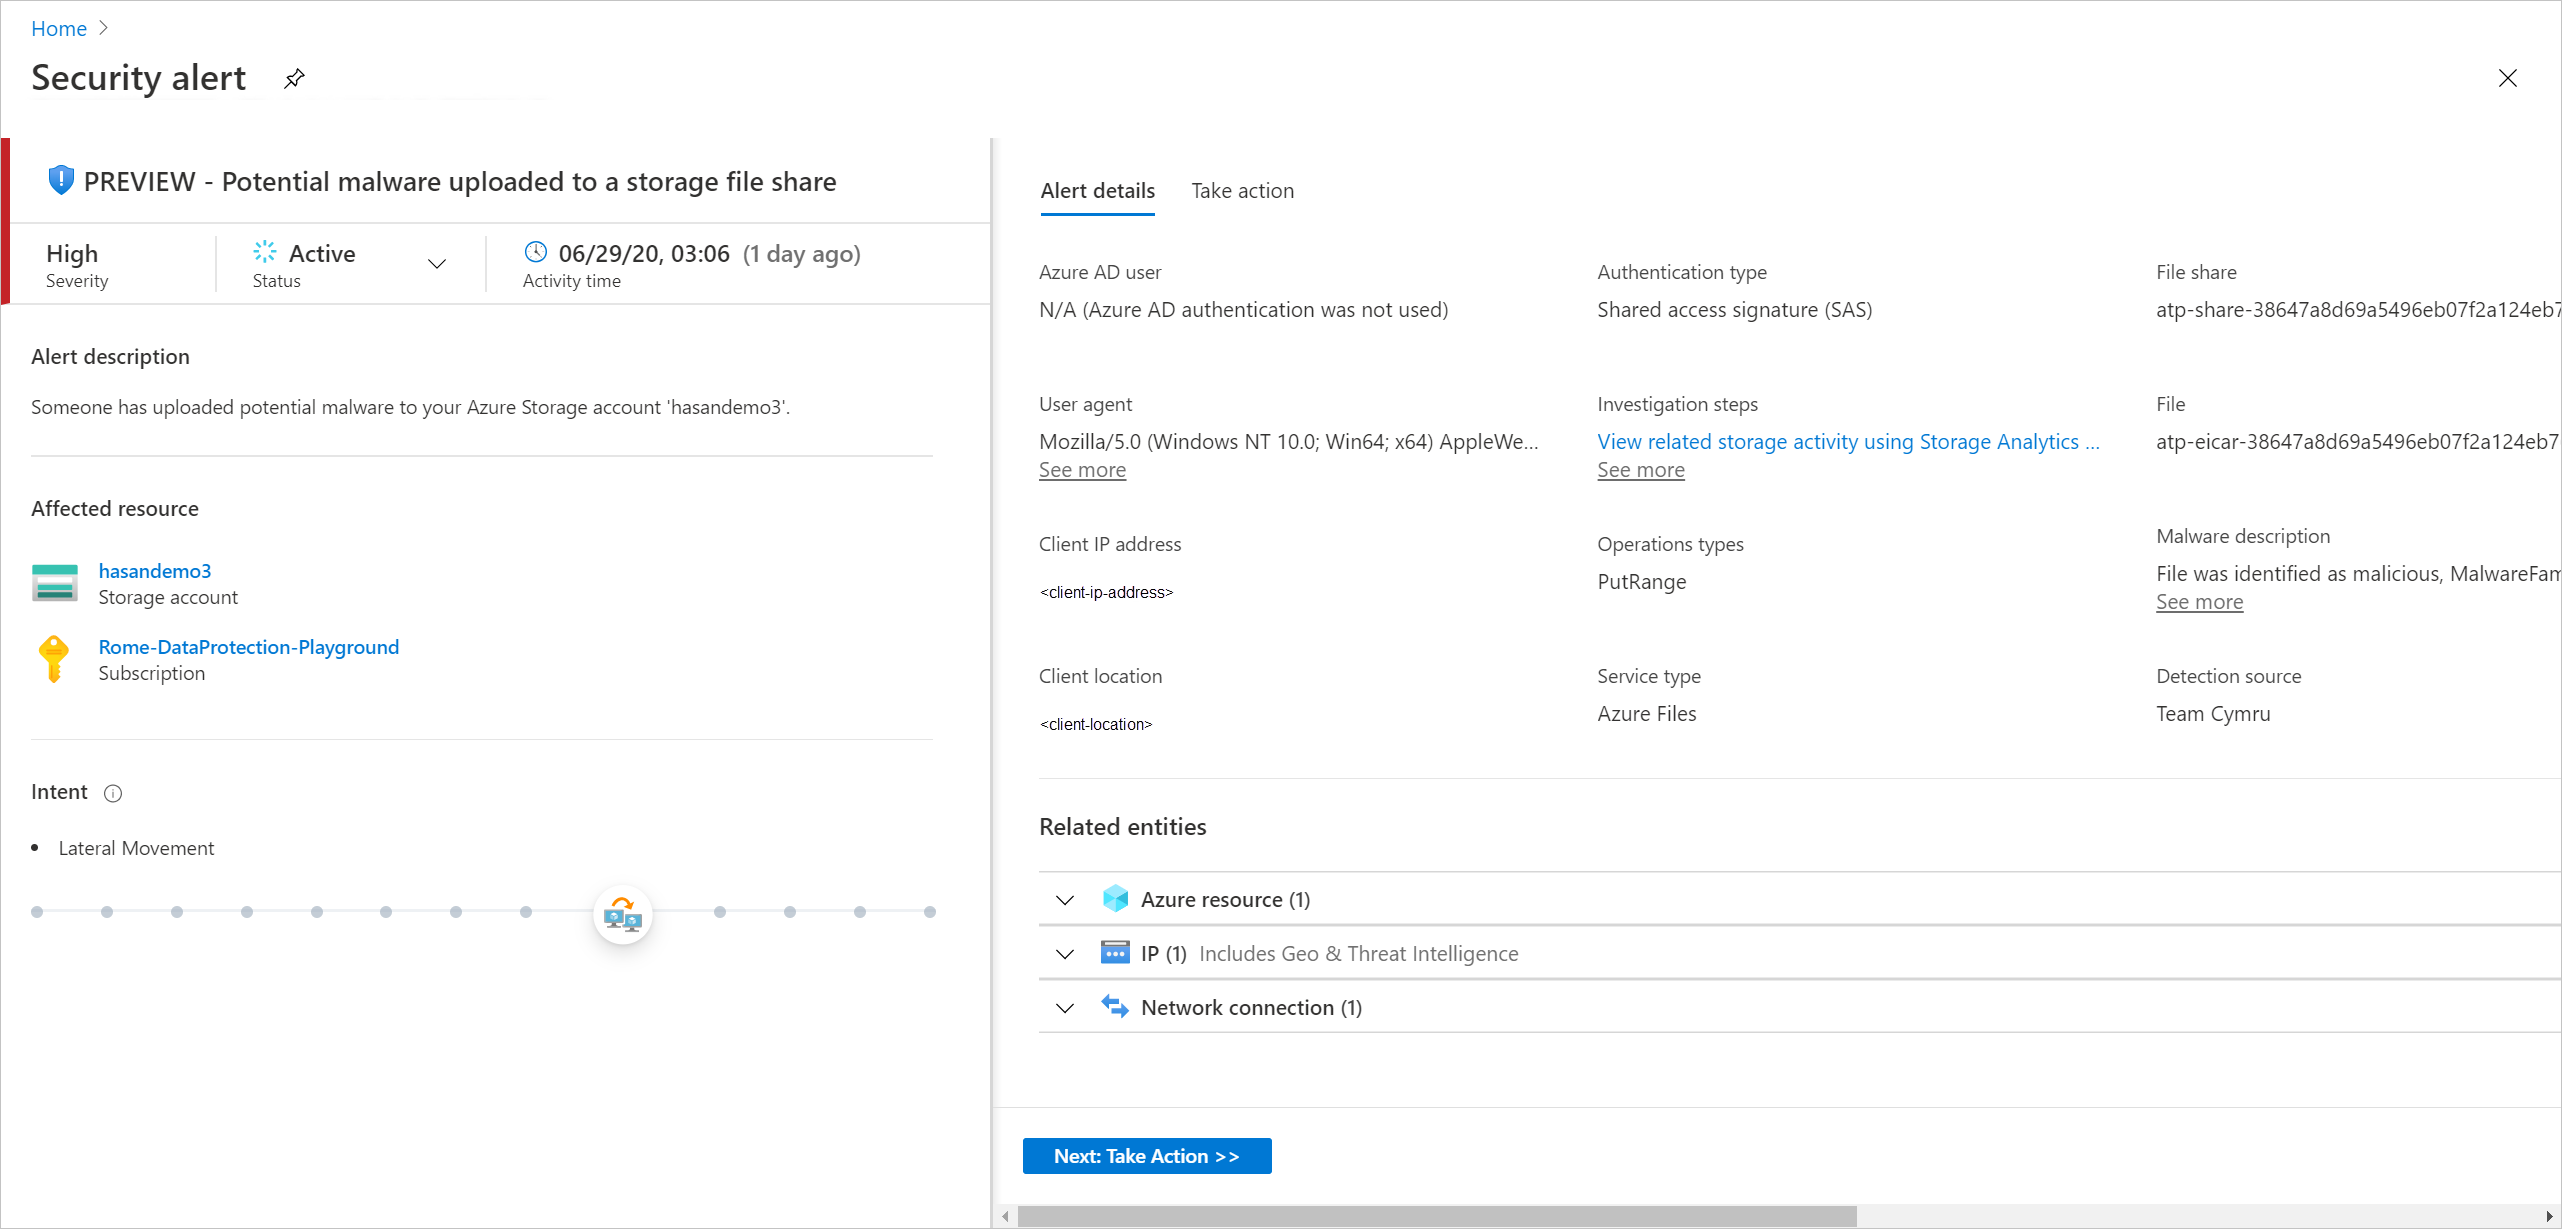 Home
Security alert
PREVIEW - Potential malware uploaded to a storage file share
High
Severity
Active
Status
06/29/20, 03:06 (1 day ago)
Activity time
Alert description
Someone has uploaded potential malware to your Azure Storage account 'hasandemo3'.
Affected resource
hasandemo3
Storage account
Rome-DataProtection-Playground
Subscription
Intent
Lateral Movement
Alert details
Take action
Azure AD user
N/A (Azure AD authentication was not used)
Authentication type
Shared access signature (SAS)
File share
atp-share-38647a8d69a5496eb07f2a124eb7
User agent
Mozilla/5.0 (Windows NT 10.0; Win64; x64) AppleWe...
See more
Investigation steps
View related storage activity using Storage Analytics ...
See more
File
atp-eicar-38647a8d69a5496eb07f2a124eb7
Client IP address
<client-ip-address>
Operations types
PutRange
Malware description
File was identified as malicious, MalwareFam
See more
Client location
<client-location>
Service type
Azure Files
Detection source
Team Cymru
Related entities
Azure resource (1)
IP (1) Includes Geo & Threat Intelligence
Network connection (1)
Next: Take Action >>